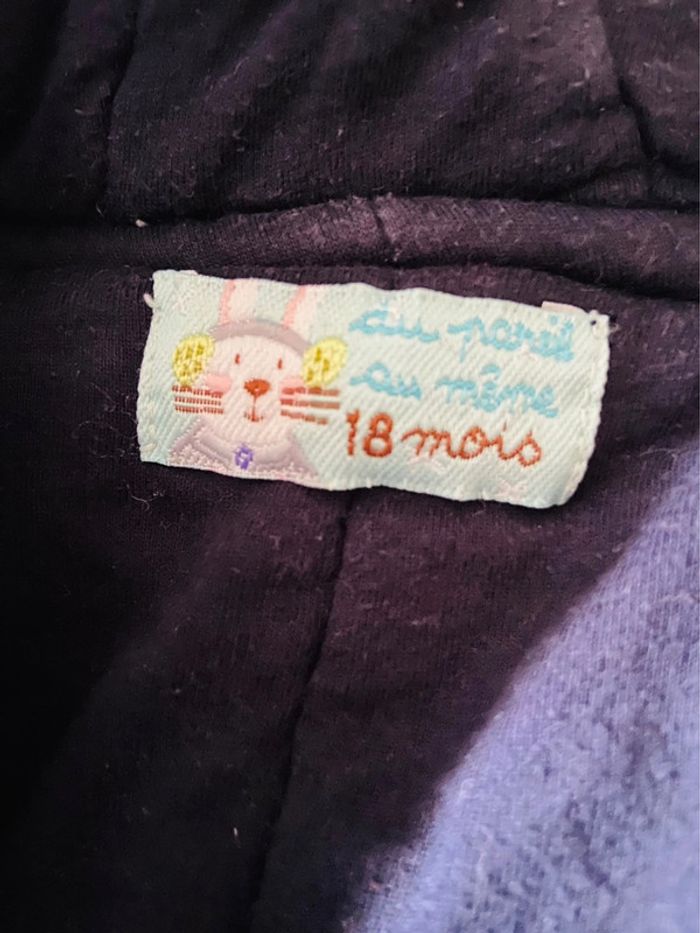 du pareil
au même
18 mois